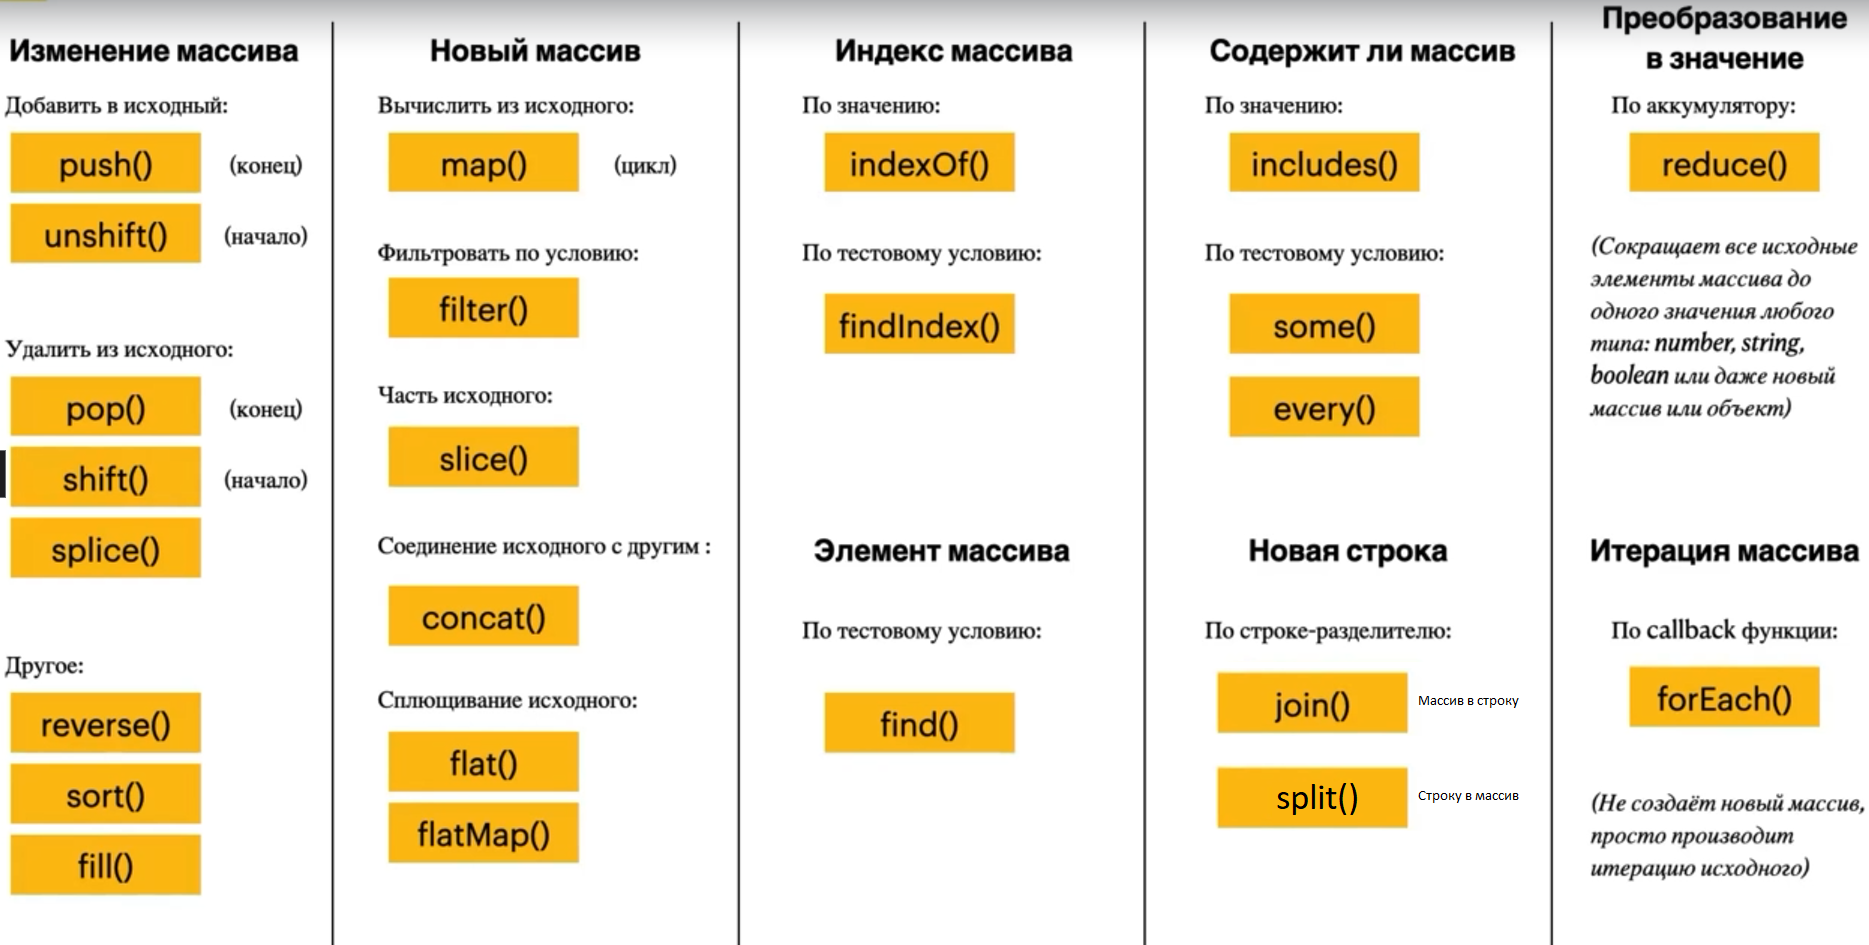 Изменение массива
Добавить в исходный:
push() (конец)
unshift() (начало)
Удалить из исходного:
pop() (конец)
shift() (начало)
splice()
Другое:
reverse()
sort()
fill()
Новый массив
Вычислить из исходного:
map() (цикл)
Фильтровать по условию:
filter()
Часть исходного:
slice()
Соединение исходного с другим :
concat()
Сплющивание исходного:
flat()
flatMap()
Индекс массива
По значению:
indexOf()
По тестовому условию:
findIndex()
Элемент массива
По тестовому условию:
find()
Содержит ли массив
По значению:
includes()
По тестовому условию:
some()
every()
Новая строка
По строке-разделителю:
join() Массив в строку
split() Строку в массив
Преобразование
в значение
По аккумулятору:
reduce()
(Сокращает все исходные
элементы массива до
одного значения любого
типа: number, string,
boolean или даже новый
массив или объект)
Итерация массива
По callback функции:
forEach()
(Не создаёт новый массив,
просто производит
итерацию исходного)